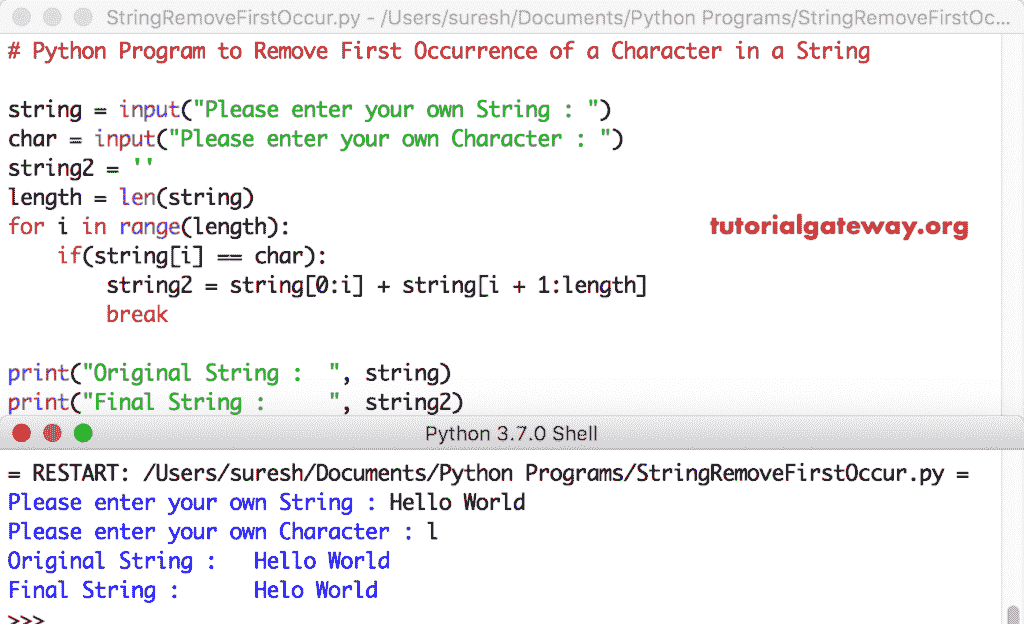 StringRemoveFirstOccur.py - /Users/suresh/Documents/Python Programs/StringRemoveFirstOc...
# Python Program to Remove First Occurrence of a Character in a String
string = input("Please enter your own String : ")
char = input("Please enter your own Character : ")
string2 = ''
length = len(string)
for i in range(length):
tutorialgateway.org
    if(string[i] == char):
        string2 = string[0:i] + string[i + 1:length]
        break
print("Original String :  ", string)
print("Final String :     ", string2)
Python 3.7.0 Shell
= RESTART: /Users/suresh/Documents/Python Programs/StringRemoveFirstOccur.py =
Please enter your own String : Hello World
Please enter your own Character : l
Original String :   Hello World
Final String :      Helo World
>>>